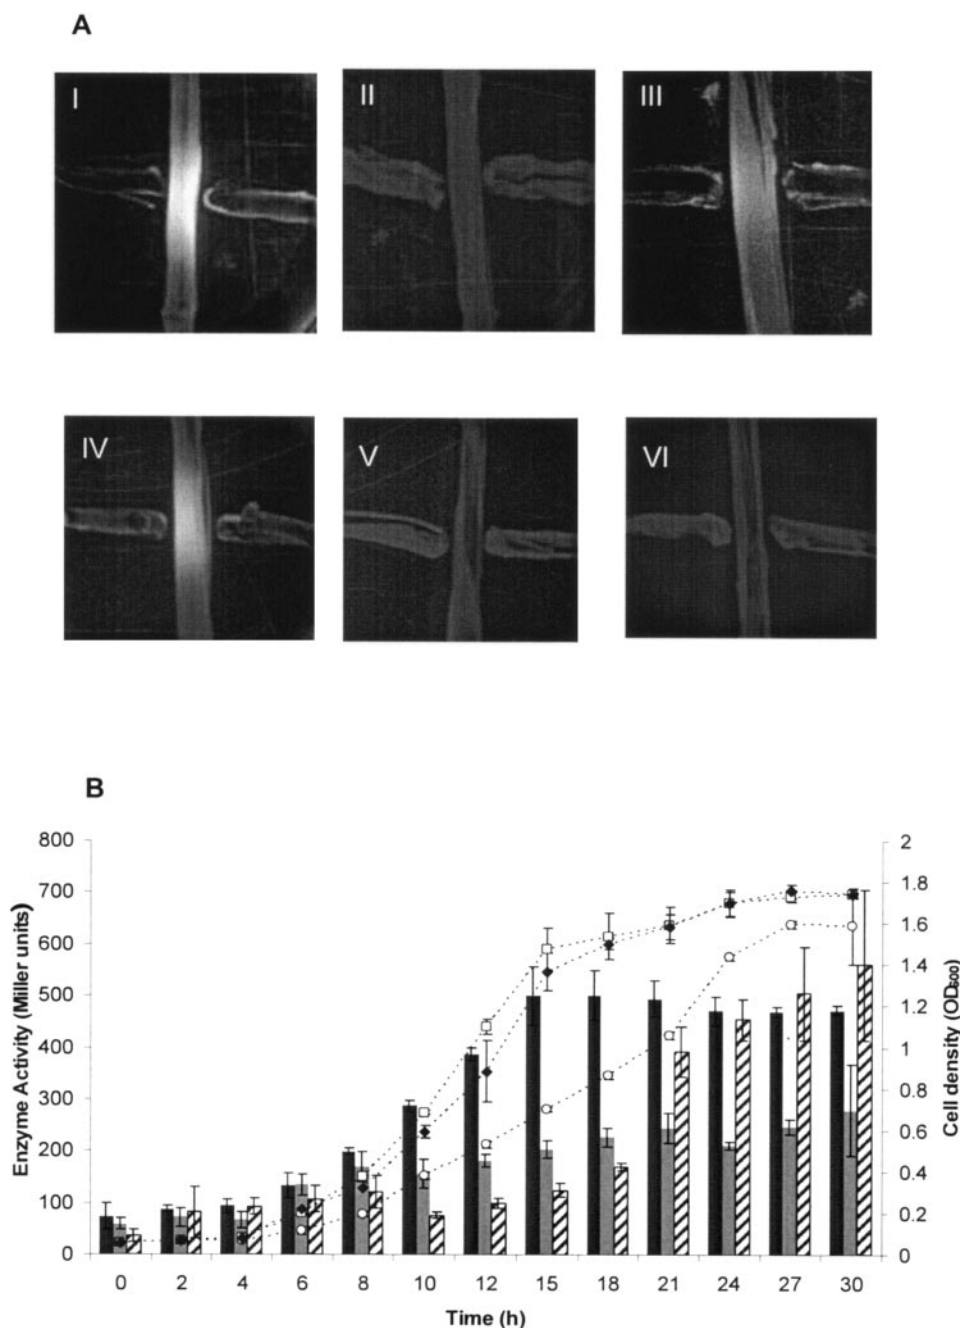 A
I II III
IV V VI
B
Enzyme Activity (Miller units)
800
700
600
500
400
300
200
100
0
2
1.8
1.6
1.4
1.2
1
0.8
0.6
0.4
0.2
0
Cell density (OD600)
0 2 4 6 8 10 12 15 18 21 24 27 30
Time (h)